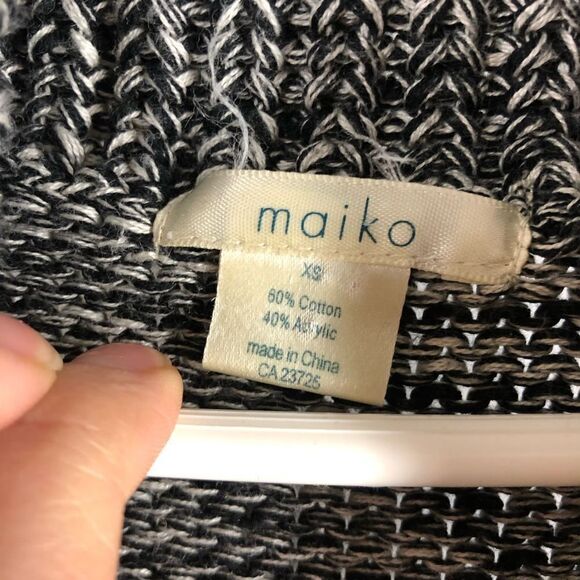 maiko
XS
60% Cotton
40% Acrylic
made in China
CA 23726